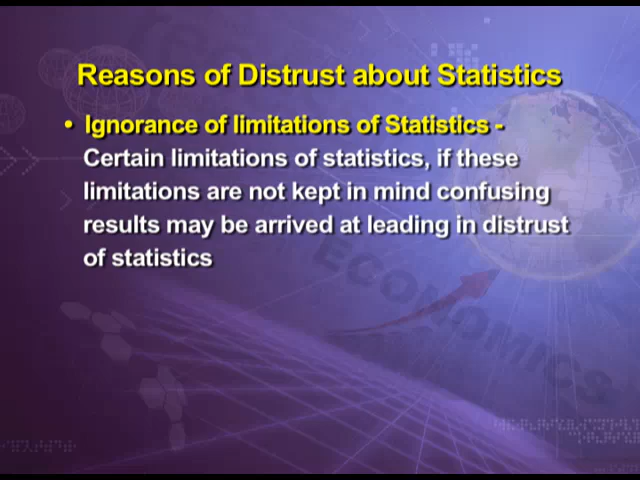 Reasons of Distrust about Statistics
• Ignorance of limitations of Statistics -
Certain limitations of statistics, if these
limitations are not kept in mind confusing
results may be arrived at leading in distrust
of statistics
ECONOMICS